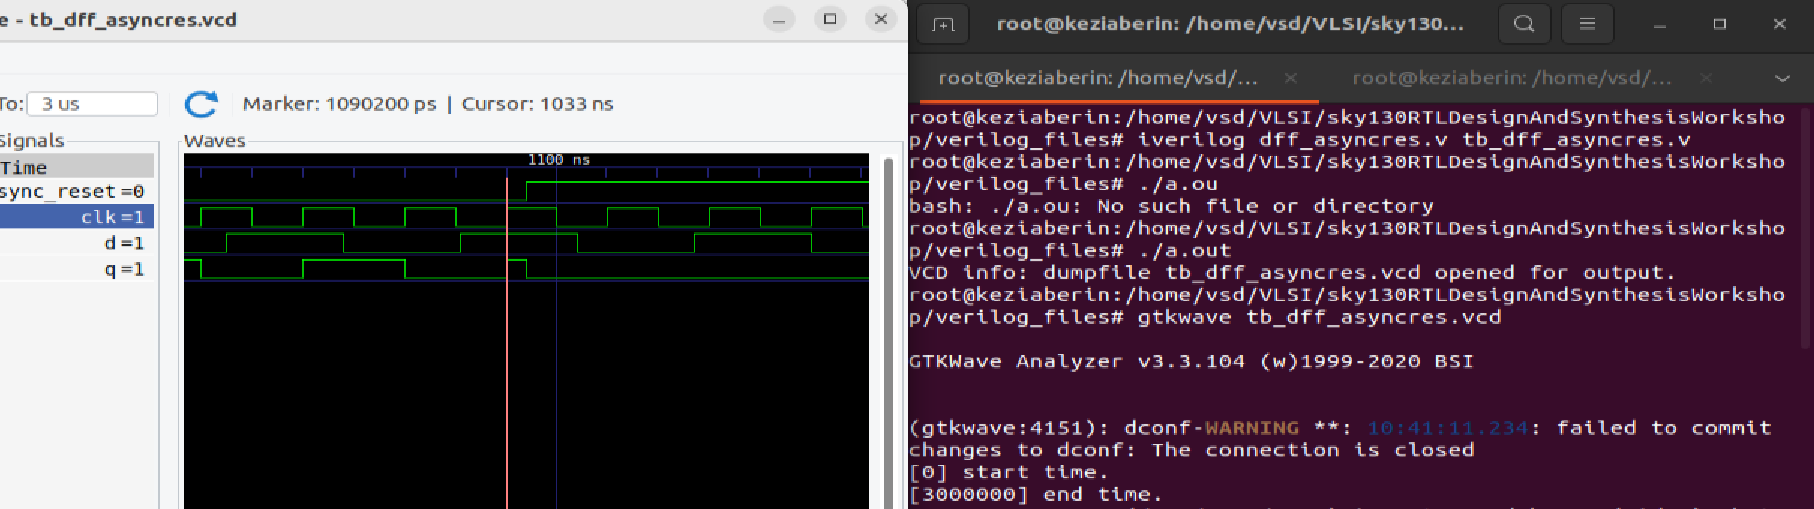 e - tb_dff_asyncres.vcd
To: 3 us
Marker: 1090200 ps | Cursor: 1033 ns
Signals
Waves
Time
1100 ns
sync_reset=0
clk=1
d=1
q=1
root@keziaberin: /home/vsd/VLSI/sky130...
root@keziaberin: /home/vsd/...
root@keziaberin: /home/vsd/...
root@keziaberin:/home/vsd/VLSI/sky130RTLDesignAndSynthesisWorksho
p/verilog_files# iverilog dff_asyncres.v tb_dff_asyncres.v
root@keziaberin:/home/vsd/VLSI/sky130RTLDesignAndSynthesisWorksho
p/verilog_files# ./a.ou
bash: ./a.ou: No such file or directory
root@keziaberin:/home/vsd/VLSI/sky130RTLDesignAndSynthesisWorksho
p/verilog_files# ./a.out
VCD info: dumpfile tb_dff_asyncres.vcd opened for output.
root@keziaberin:/home/vsd/VLSI/sky130RTLDesignAndSynthesisWorksho
p/verilog_files# gtkwave tb_dff_asyncres.vcd
GTKWave Analyzer v3.3.104 (w)1999-2020 BSI
(gtkwave:4151): dconf-WARNING **: 10:41:11.234: failed to commit
changes to dconf: The connection is closed
[0] start time.
[3000000] end time.